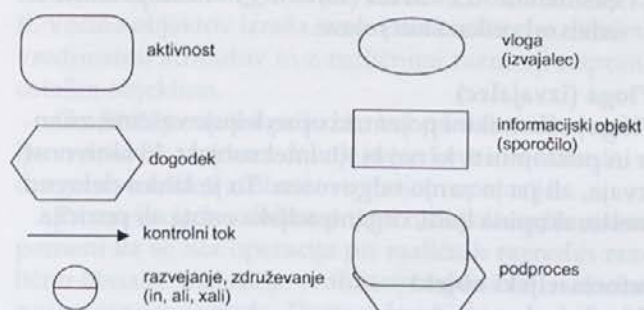 aktivnost
vloga
(izvajalec)
dogodek
informacijski objekt
(sporočilo)
kontrolni tok
razvejanje, združevanje
(in, ali, xali)
podproces